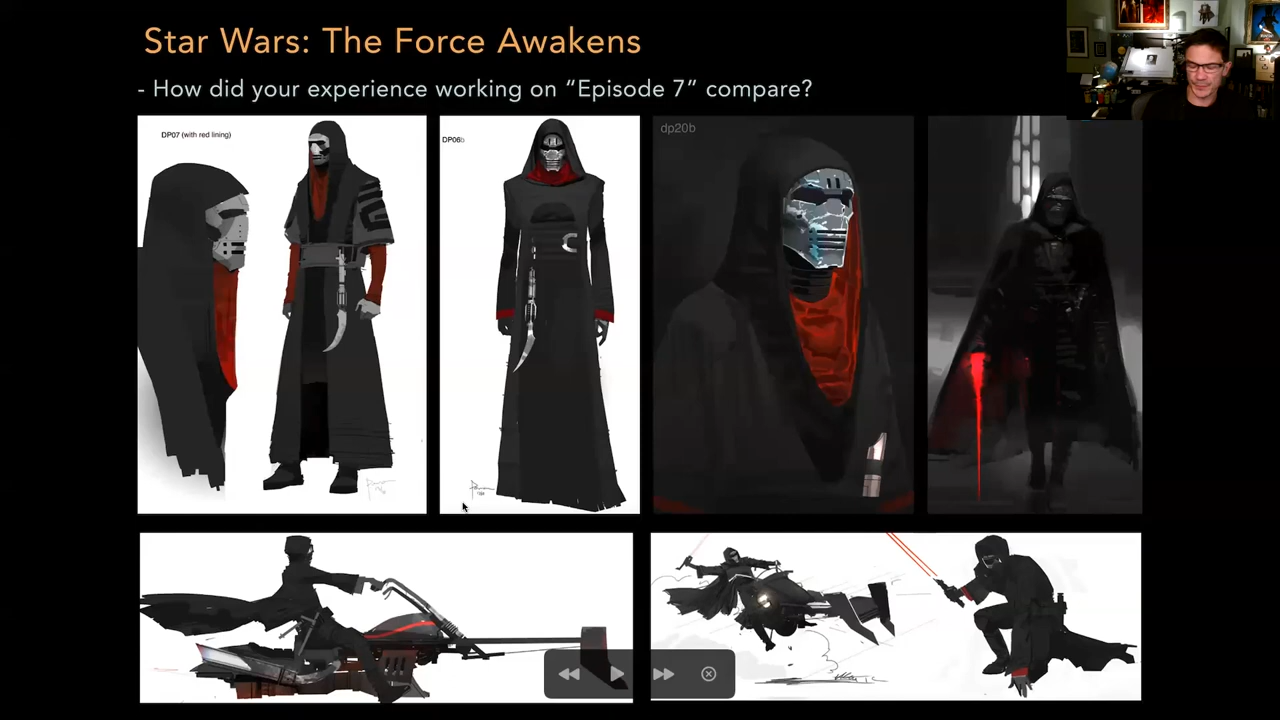 Star Wars: The Force Awakens
- How did your experience working on “Episode 7” compare?
DP07 (with red lining)
DP06b
dp20b